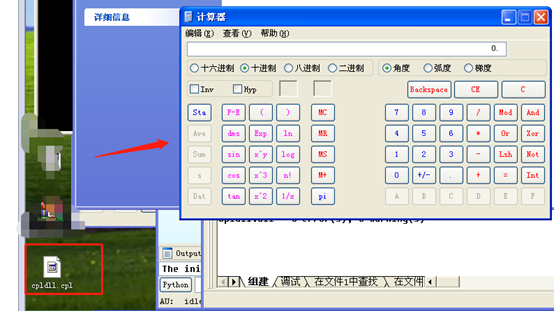 详细信息
计算器
编辑(E) 查看(V) 帮助(H)
0.
十六进制 十进制 八进制 二进制 角度 弧度 梯度
Inv Hyp Backspace CE C
Sta F-E ( ) MC 7 8 9 / Mod And
Ave dms Exp ln MR 4 5 6 * Or Xor
Sum sin x^y log MS 1 2 3 - Lsh Not
s cos x^3 n! M+ 0 +/- . + = Int
Dat tan x^2 1/x pi A B C D E F
cpldll.dll - 0 error(s), 0 warning(s)
cpldll.cpl
Output
The ini
Python
AU: idle
组建 调试 在文件1中查找 在文件